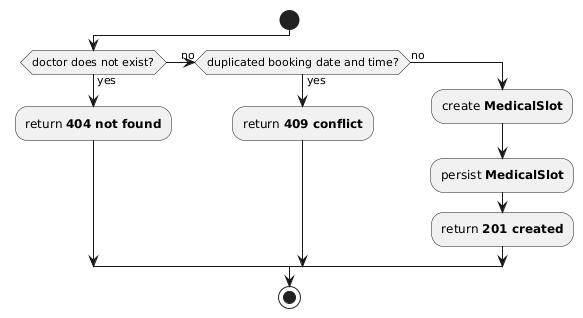 doctor does not exist?
no
duplicated booking date and time?
no
yes
yes
return 404 not found
return 409 conflict
create MedicalSlot
persist MedicalSlot
return 201 created